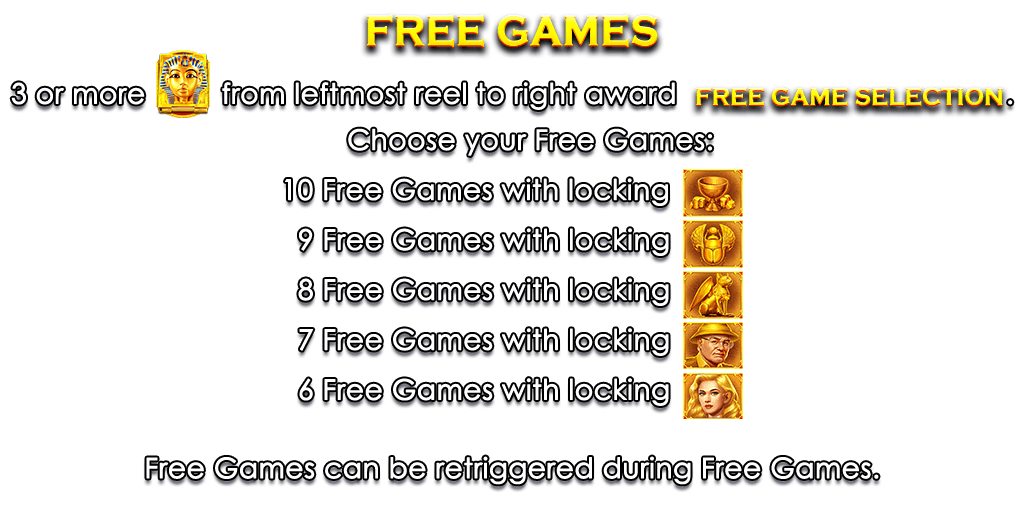 FREE GAMES
3 or more from leftmost reel to right award FREE GAME SELECTION.
Choose your Free Games:
10 Free Games with locking
9 Free Games with locking
8 Free Games with locking
7 Free Games with locking
6 Free Games with locking
Free Games can be retriggered during Free Games.